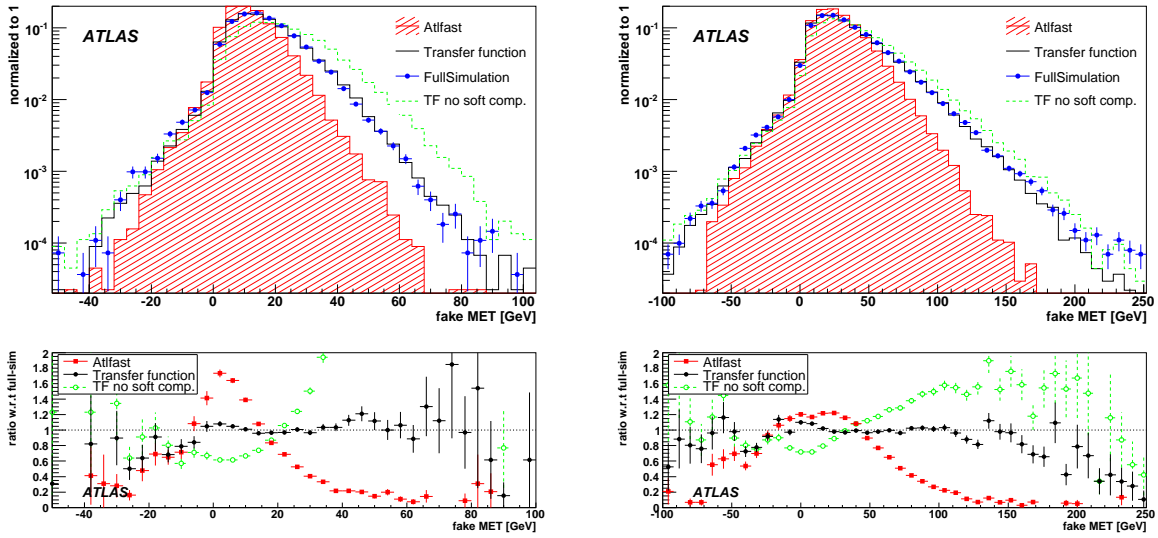 normalized to 1
10⁻¹
10⁻²
10⁻³
10⁻⁴
ATLAS
Atlfast
Transfer function
FullSimulation
TF no soft comp.
-40 -20 0 20 40 60 80 100
fake MET [GeV]
normalized to 1
10⁻¹
10⁻²
10⁻³
10⁻⁴
ATLAS
Atlfast
Transfer function
FullSimulation
TF no soft comp.
-100 -50 0 50 100 150 200 250
fake MET [GeV]
ratio w.r.t full-sim
2
1.8
1.6
1.4
1.2
1
0.8
0.6
0.4
0.2
0
Atlfast
Transfer function
TF no soft comp.
ATLAS
-40 -20 0 20 40 60 80 100
fake MET [GeV]
ratio w.r.t full-sim
2
1.8
1.6
1.4
1.2
1
0.8
0.6
0.4
0.2
0
Atlfast
Transfer function
TF no soft comp.
ATLAS
-100 -50 0 50 100 150 200 250
fake MET [GeV]